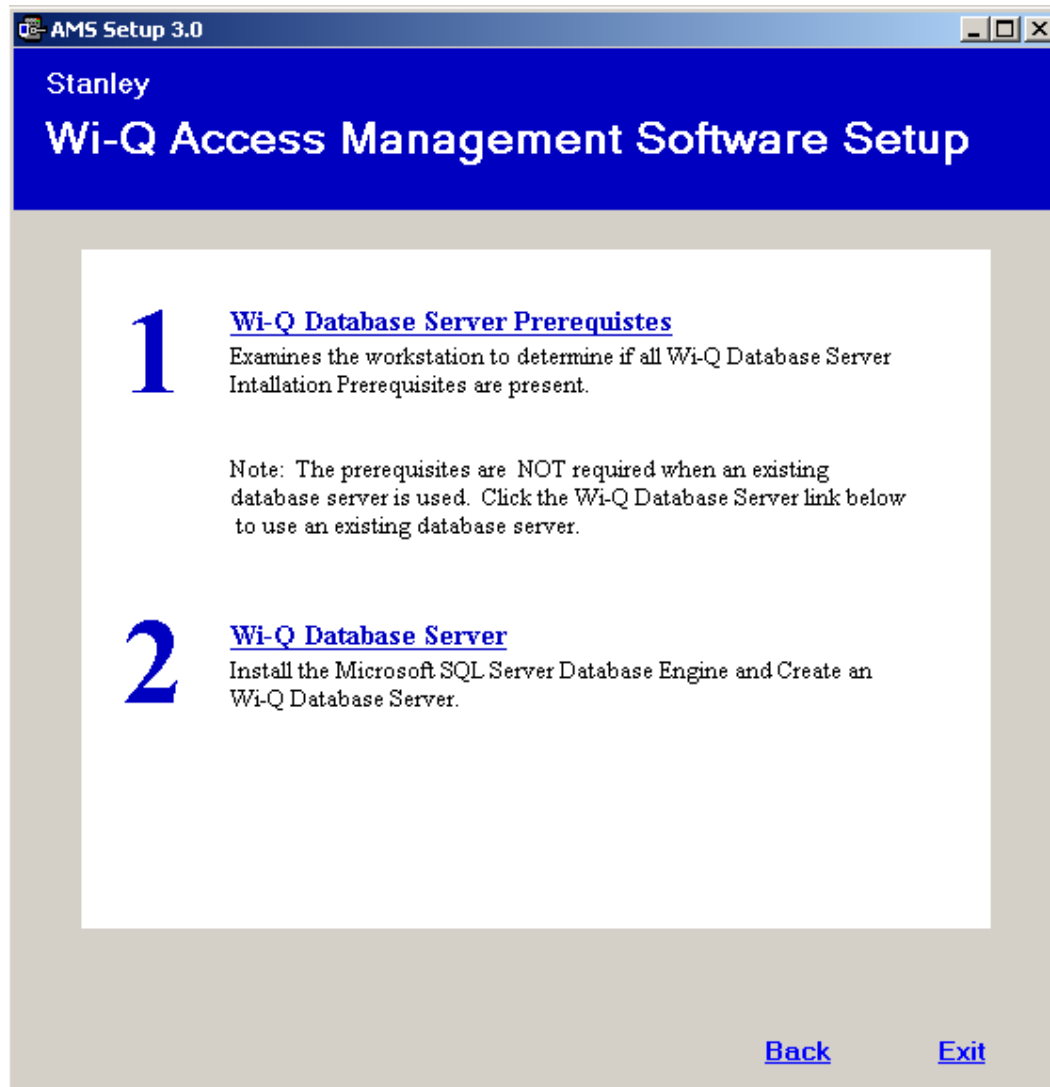 AMS Setup 3.0
Stanley
Wi-Q Access Management Software Setup
1
Wi-Q Database Server Prerequistes
Examines the workstation to determine if all Wi-Q Database Server
Intallation Prerequisites are present.
Note:  The prerequisites are  NOT required when an existing
database server is used.  Click the Wi-Q Database Server link below
to use an existing database server.
2
Wi-Q Database Server
Install the Microsoft SQL Server Database Engine and Create an
Wi-Q Database Server.
Back
Exit